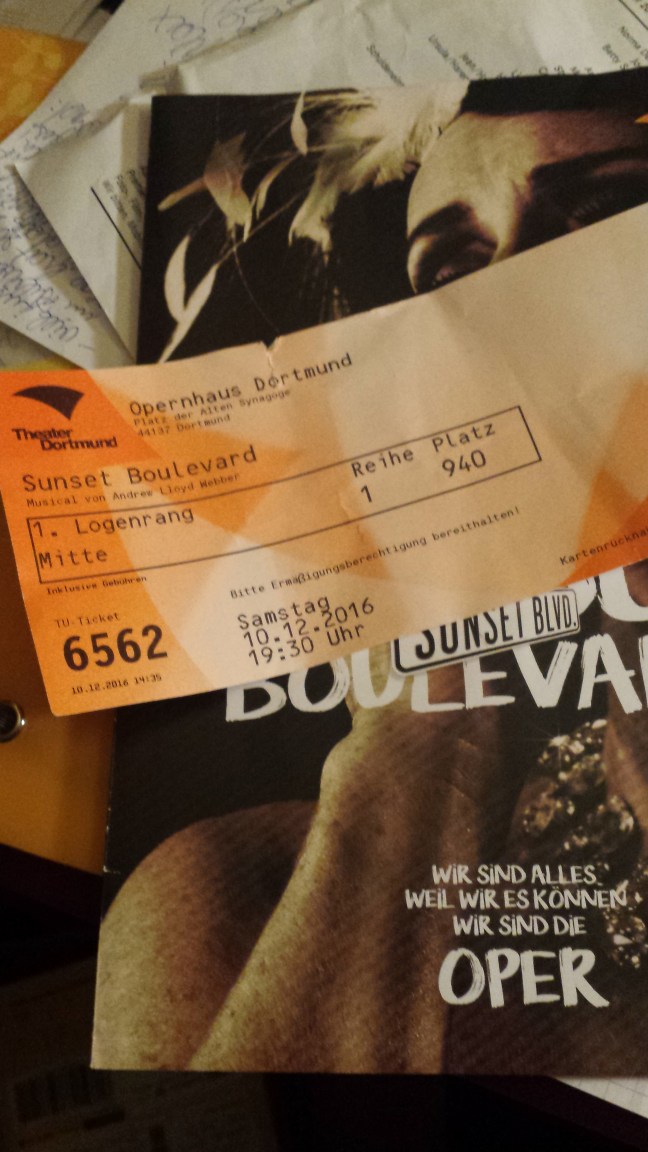 Theater
Dortmund
Opernhaus Dortmund
Platz der Alten Synagoge
44137 Dortmund
Sunset Boulevard
Musical von Andrew Lloyd Webber
Reihe Platz
1. Logenrang 1 940
Mitte
Inklusive Gebühren
Bitte Ermäßigungsberechtigung bereithalten!
Kartenrückna
TU-Ticket
6562
10.12.2016 14:35
Samstag
10.12.2016
19:30 Uhr
SUNSET BLVD.
BOULEVA
WIR SIND ALLES
WEIL WIR ES KÖNNEN.
WIR SIND DIE
OPER